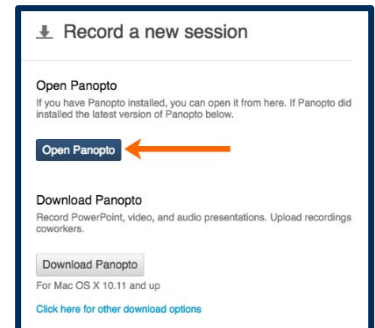 Record a new session
Open Panopto
If you have Panopto installed, you can open it from here. If Panopto did
installed the latest version of Panopto below.
Open Panopto
Download Panopto
Record PowerPoint, video, and audio presentations. Upload recordings
coworkers.
Download Panopto
For Mac OS X 10.11 and up
Click here for other download options